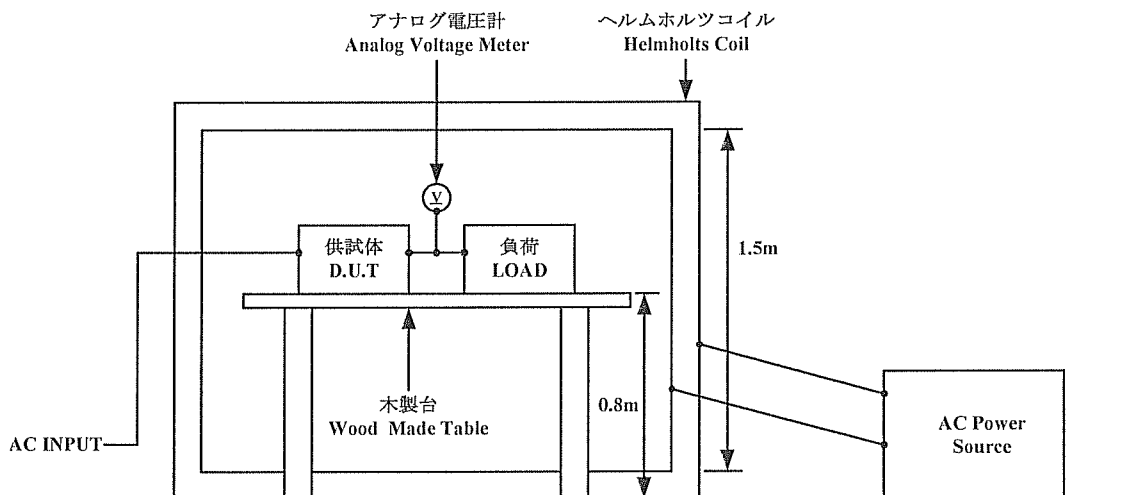 アナログ電圧計
Analog Voltage Meter
ヘルムホルツコイル
Helmholts Coil
V
供試体
D.U.T
負荷
LOAD
1.5m
木製台
Wood Made Table
0.8m
AC INPUT
AC Power
Source